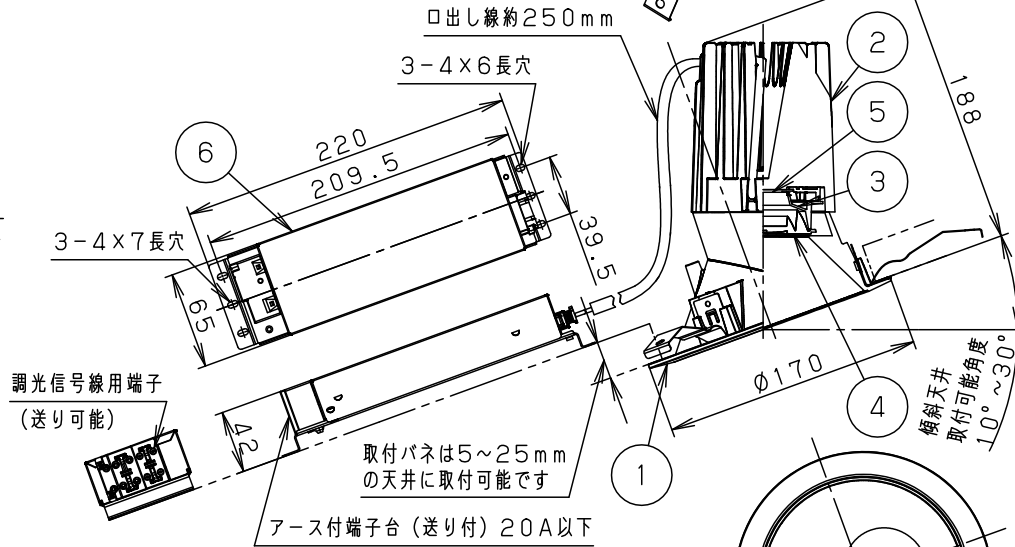 口出し線約250mm
3-4×6長穴
220
209.5
3-4×7長穴
65
39.5
188
6
2
5
3
4
1
42
Ø170
調光信号線用端子
(送り可能)
取付バネは5~25mm
の天井に取付可能です
アース付端子台(送り付)20A以下
傾斜天井
取付可能角度
10°~30°